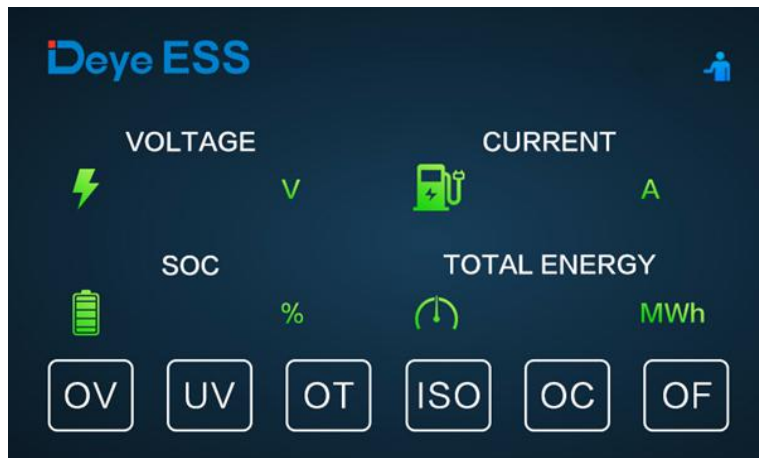 Deye ESS
VOLTAGE CURRENT
V A
SOC TOTAL ENERGY
% MWh
OV UV OT ISO OC OF